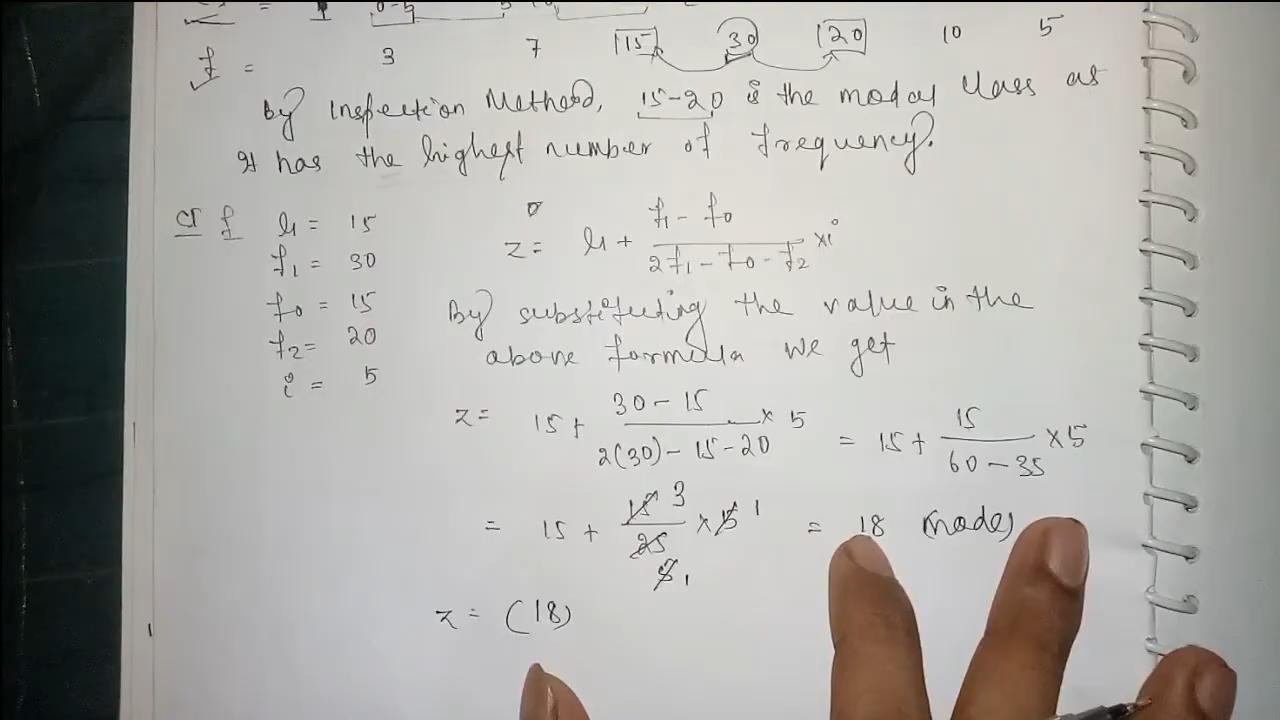 f = 3 7 15 30 20 10 5
By Inspection Method, 15-20 is the modal class as
It has the highest number of frequency.
l₁ = 15
f₁ = 30
f₀ = 15
f₂ = 20
i = 5
z = l₁ + (f₁ - f₀)/(2f₁ - f₀ - f₂) × i
By substituting the value in the
above formula we get
z = 15 + (30 - 15)/(2(30) - 15 - 20) × 5 = 15 + 15/(60 - 35) × 5
= 15 + 15/25 × 5 3 5 1 1 = 18 (mode)
z = (18)